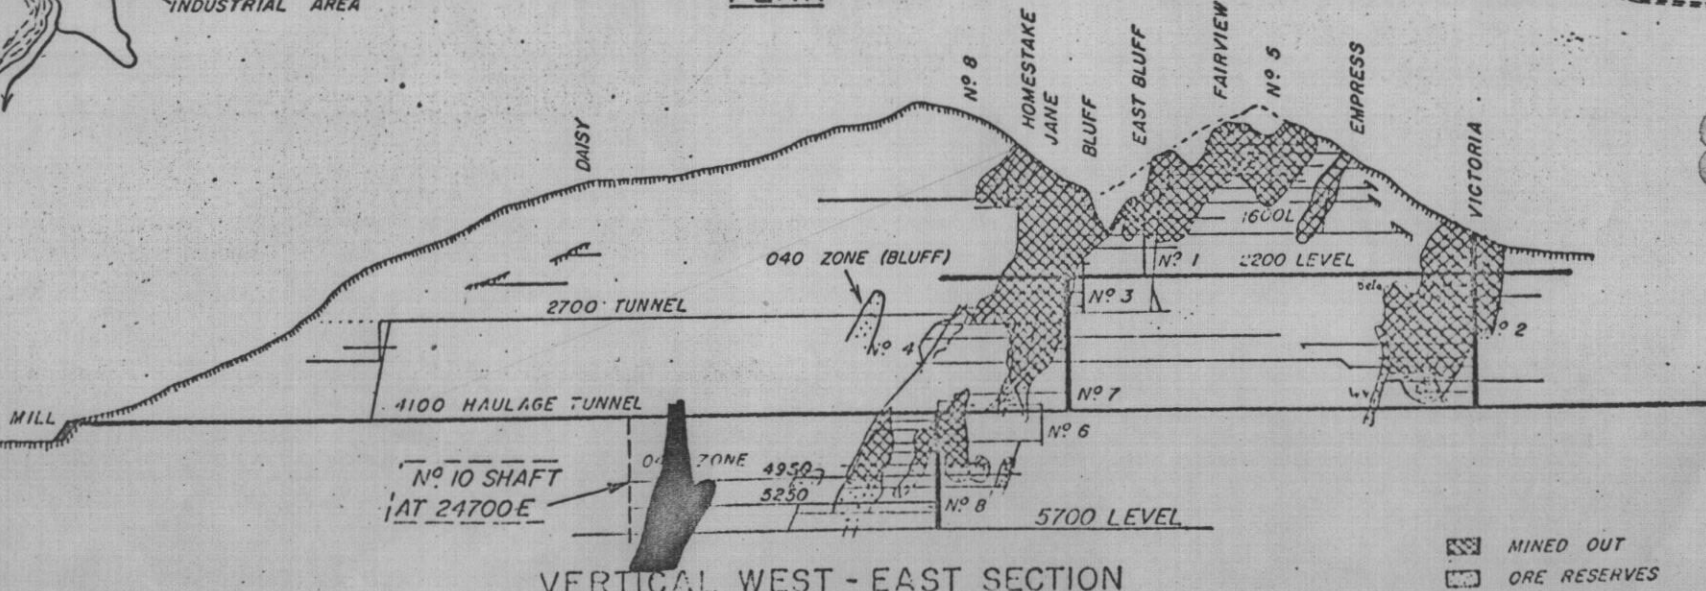 INDUSTRIAL AREA
Nº 8
HOMESTAKE
JANE
BLUFF
EAST BLUFF
FAIRVIEW
Nº 5
EMPRESS
VICTORIA
DAISY
040 ZONE (BLUFF)
1600L
Nº 1
2200 LEVEL
Nº 3
2700 TUNNEL
Nº 4
Nº 2
Nº 7
4100 HAULAGE TUNNEL
MILL
Nº 6
ZONE
4950
Nº 10 SHAFT
AT 24700 E
5250
Nº 8
5700 LEVEL
VERTICAL WEST - EAST SECTION
MINED OUT
ORE RESERVES